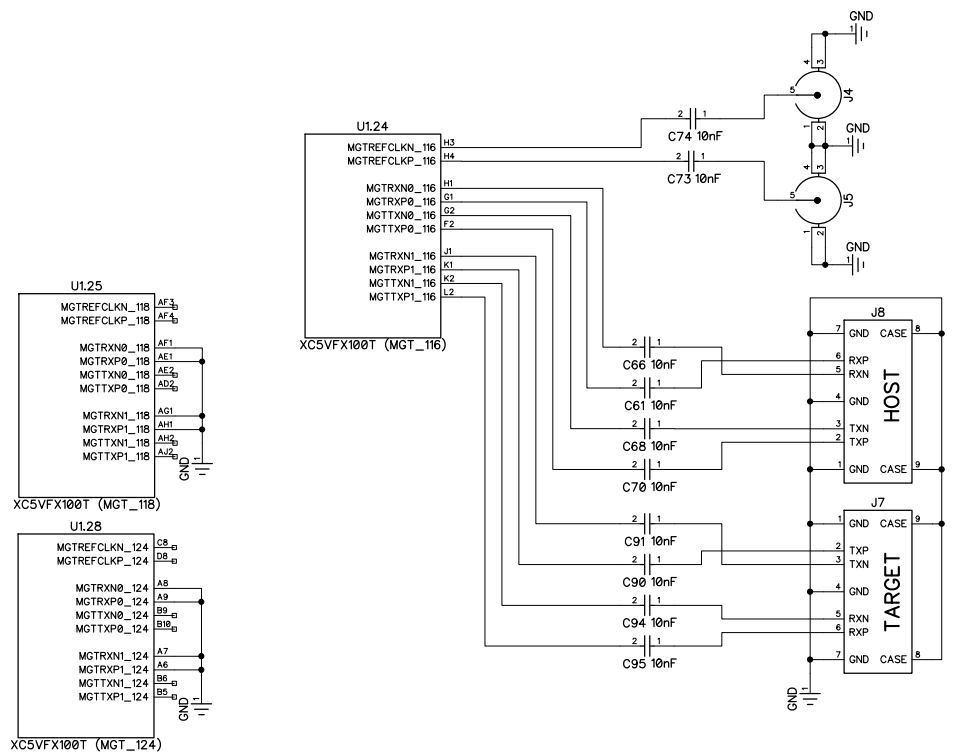 GND
1
4 3
5
J4
1 2
GND
1
4 3
5
J5
1 2
GND
1
2 1
C74 10nF
2 1
C73 10nF
U1.24
MGTREFCLKN_116 H3
MGTREFCLKP_116 H4
MGTRXN0_116 H1
MGTRXP0_116 G1
MGTTXN0_116 G2
MGTTXP0_116 F2
MGTRXN1_116 J1
MGTRXP1_116 K1
MGTTXN1_116 K2
MGTTXP1_116 L2
XC5VFX100T (MGT_116)
U1.25
MGTREFCLKN_118 AF3
MGTREFCLKP_118 AF4
MGTRXN0_118 AF1
MGTRXP0_118 AE1
MGTTXN0_118 AE2
MGTTXP0_118 AD2
MGTRXN1_118 AG1
MGTRXP1_118 AH1
MGTTXN1_118 AH2
MGTTXP1_118 AJ2
GND
1
XC5VFX100T (MGT_118)
U1.28
MGTREFCLKN_124 C8
MGTREFCLKP_124 D8
MGTRXN0_124 A8
MGTRXP0_124 A9
MGTTXN0_124 B9
MGTTXP0_124 B10
MGTRXN1_124 A7
MGTRXP1_124 A6
MGTTXN1_124 B6
MGTTXP1_124 B5
GND
1
XC5VFX100T (MGT_124)
2 1
C66 10nF
2 1
C61 10nF
2 1
C68 10nF
2 1
C70 10nF
2 1
C91 10nF
2 1
C90 10nF
2 1
C94 10nF
2 1
C95 10nF
J8
7 GND CASE 8
6 RXP
5 RXN
4 GND
3 TXN
2 TXP
1 GND CASE 9
HOST
J7
1 GND CASE 9
2 TXP
3 TXN
4 GND
5 RXN
6 RXP
7 GND CASE 8
TARGET
GND
1